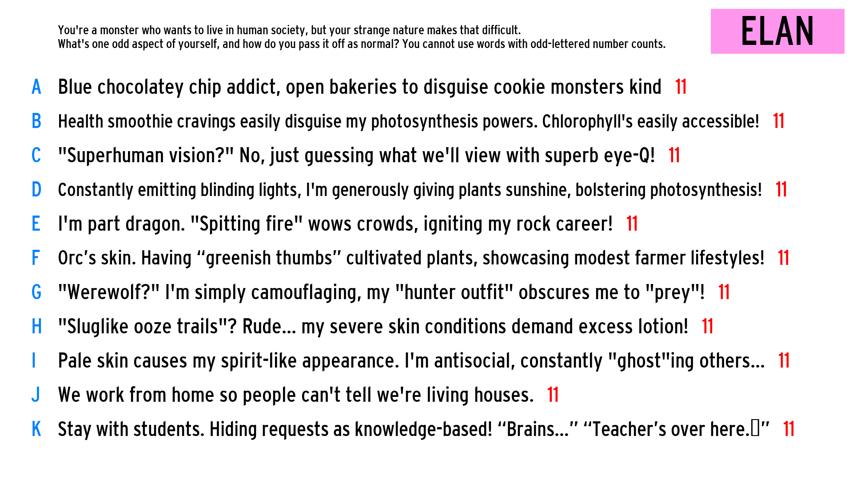 You're a monster who wants to live in human society, but your strange nature makes that difficult.
What's one odd aspect of yourself, and how do you pass it off as normal? You cannot use words with odd-lettered number counts.
ELAN
A Blue chocolatey chip addict, open bakeries to disguise cookie monsters kind 11
B Health smoothie cravings easily disguise my photosynthesis powers. Chlorophyll's easily accessible! 11
C "Superhuman vision?" No, just guessing what we'll view with superb eye-Q! 11
D Constantly emitting blinding lights, I'm generously giving plants sunshine, bolstering photosynthesis! 11
E I'm part dragon. "Spitting fire" wows crowds, igniting my rock career! 11
F Orc’s skin. Having “greenish thumbs” cultivated plants, showcasing modest farmer lifestyles! 11
G "Werewolf?" I'm simply camouflaging, my "hunter outfit" obscures me to "prey"! 11
H "Sluglike ooze trails"? Rude... my severe skin conditions demand excess lotion! 11
I Pale skin causes my spirit-like appearance. I'm antisocial, constantly "ghost"ing others... 11
J We work from home so people can't tell we're living houses. 11
K Stay with students. Hiding requests as knowledge-based! “Brains...” “Teacher’s over here.” 11